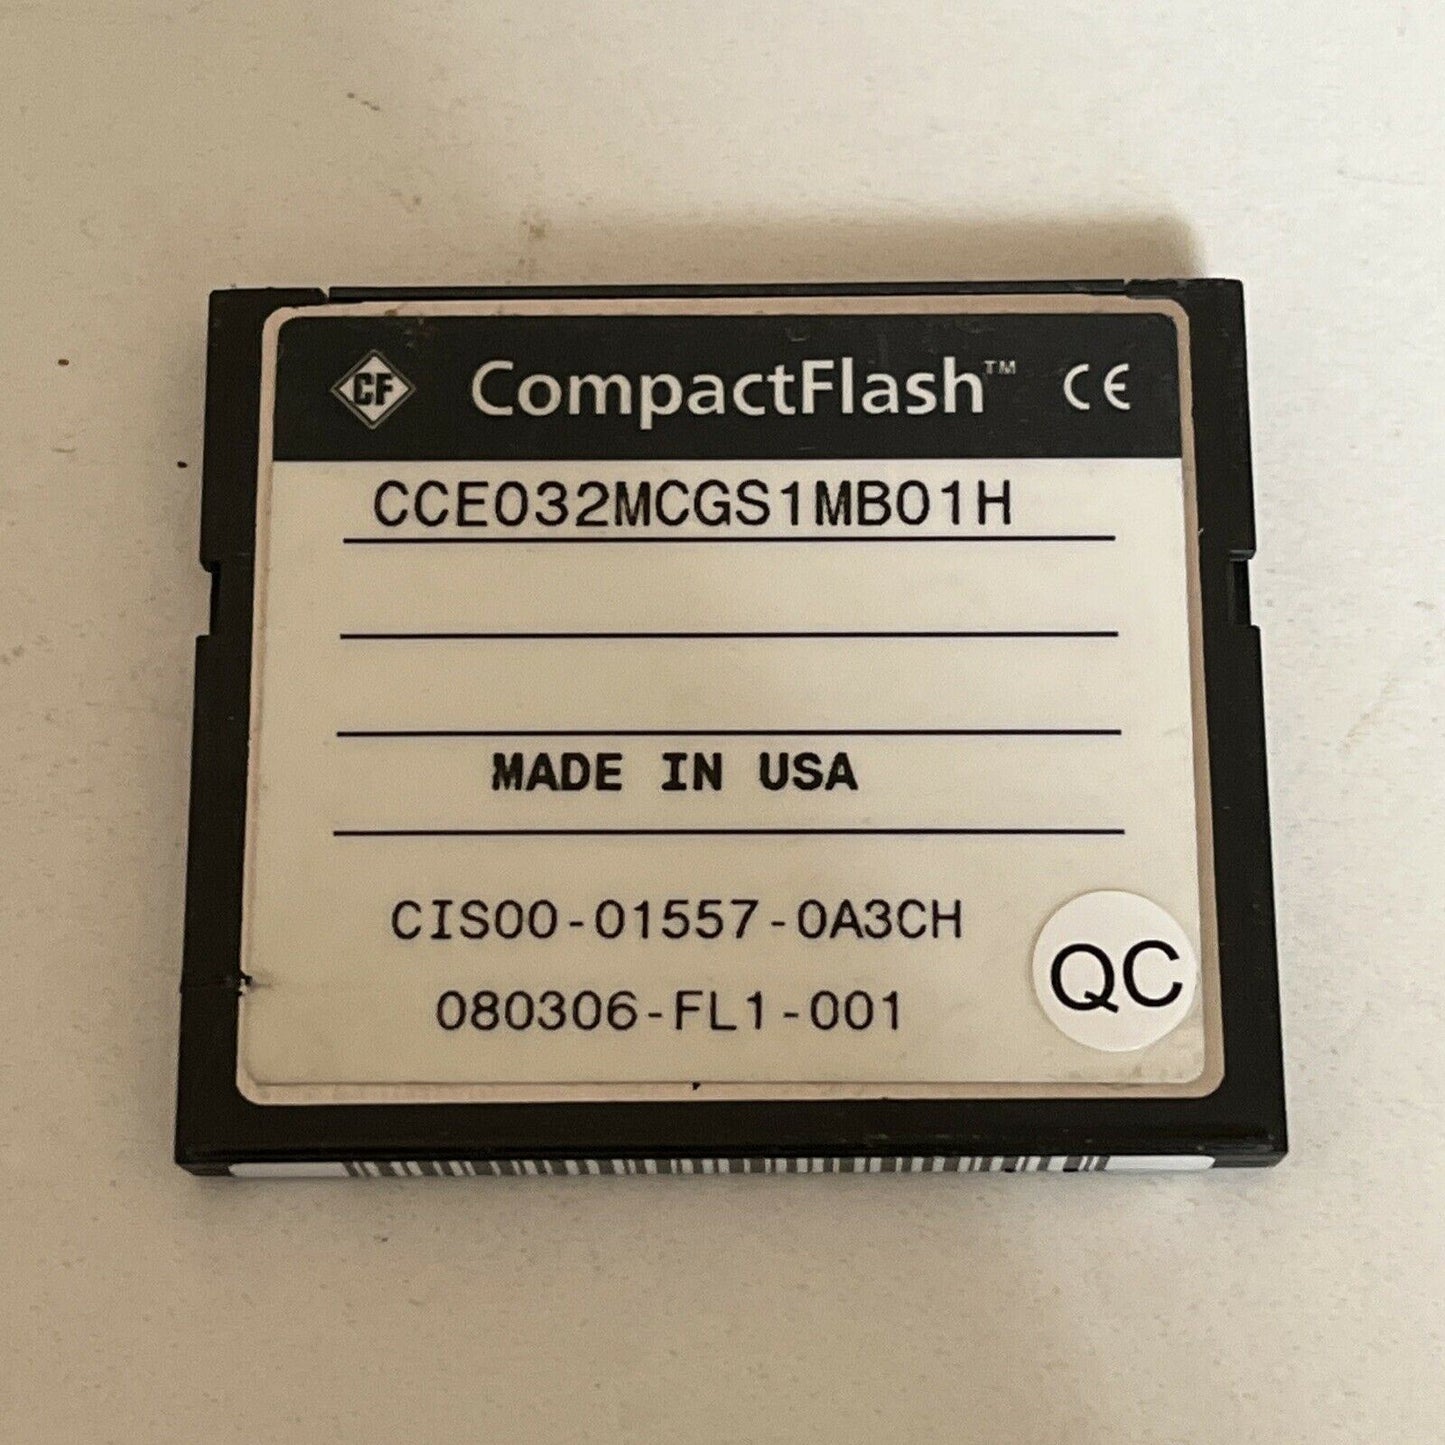 CF CompactFlash™ CE
CCE032MCGS1MB01H
MADE IN USA
CIS00-01557-0A3CH
080306-FL1-001
QC